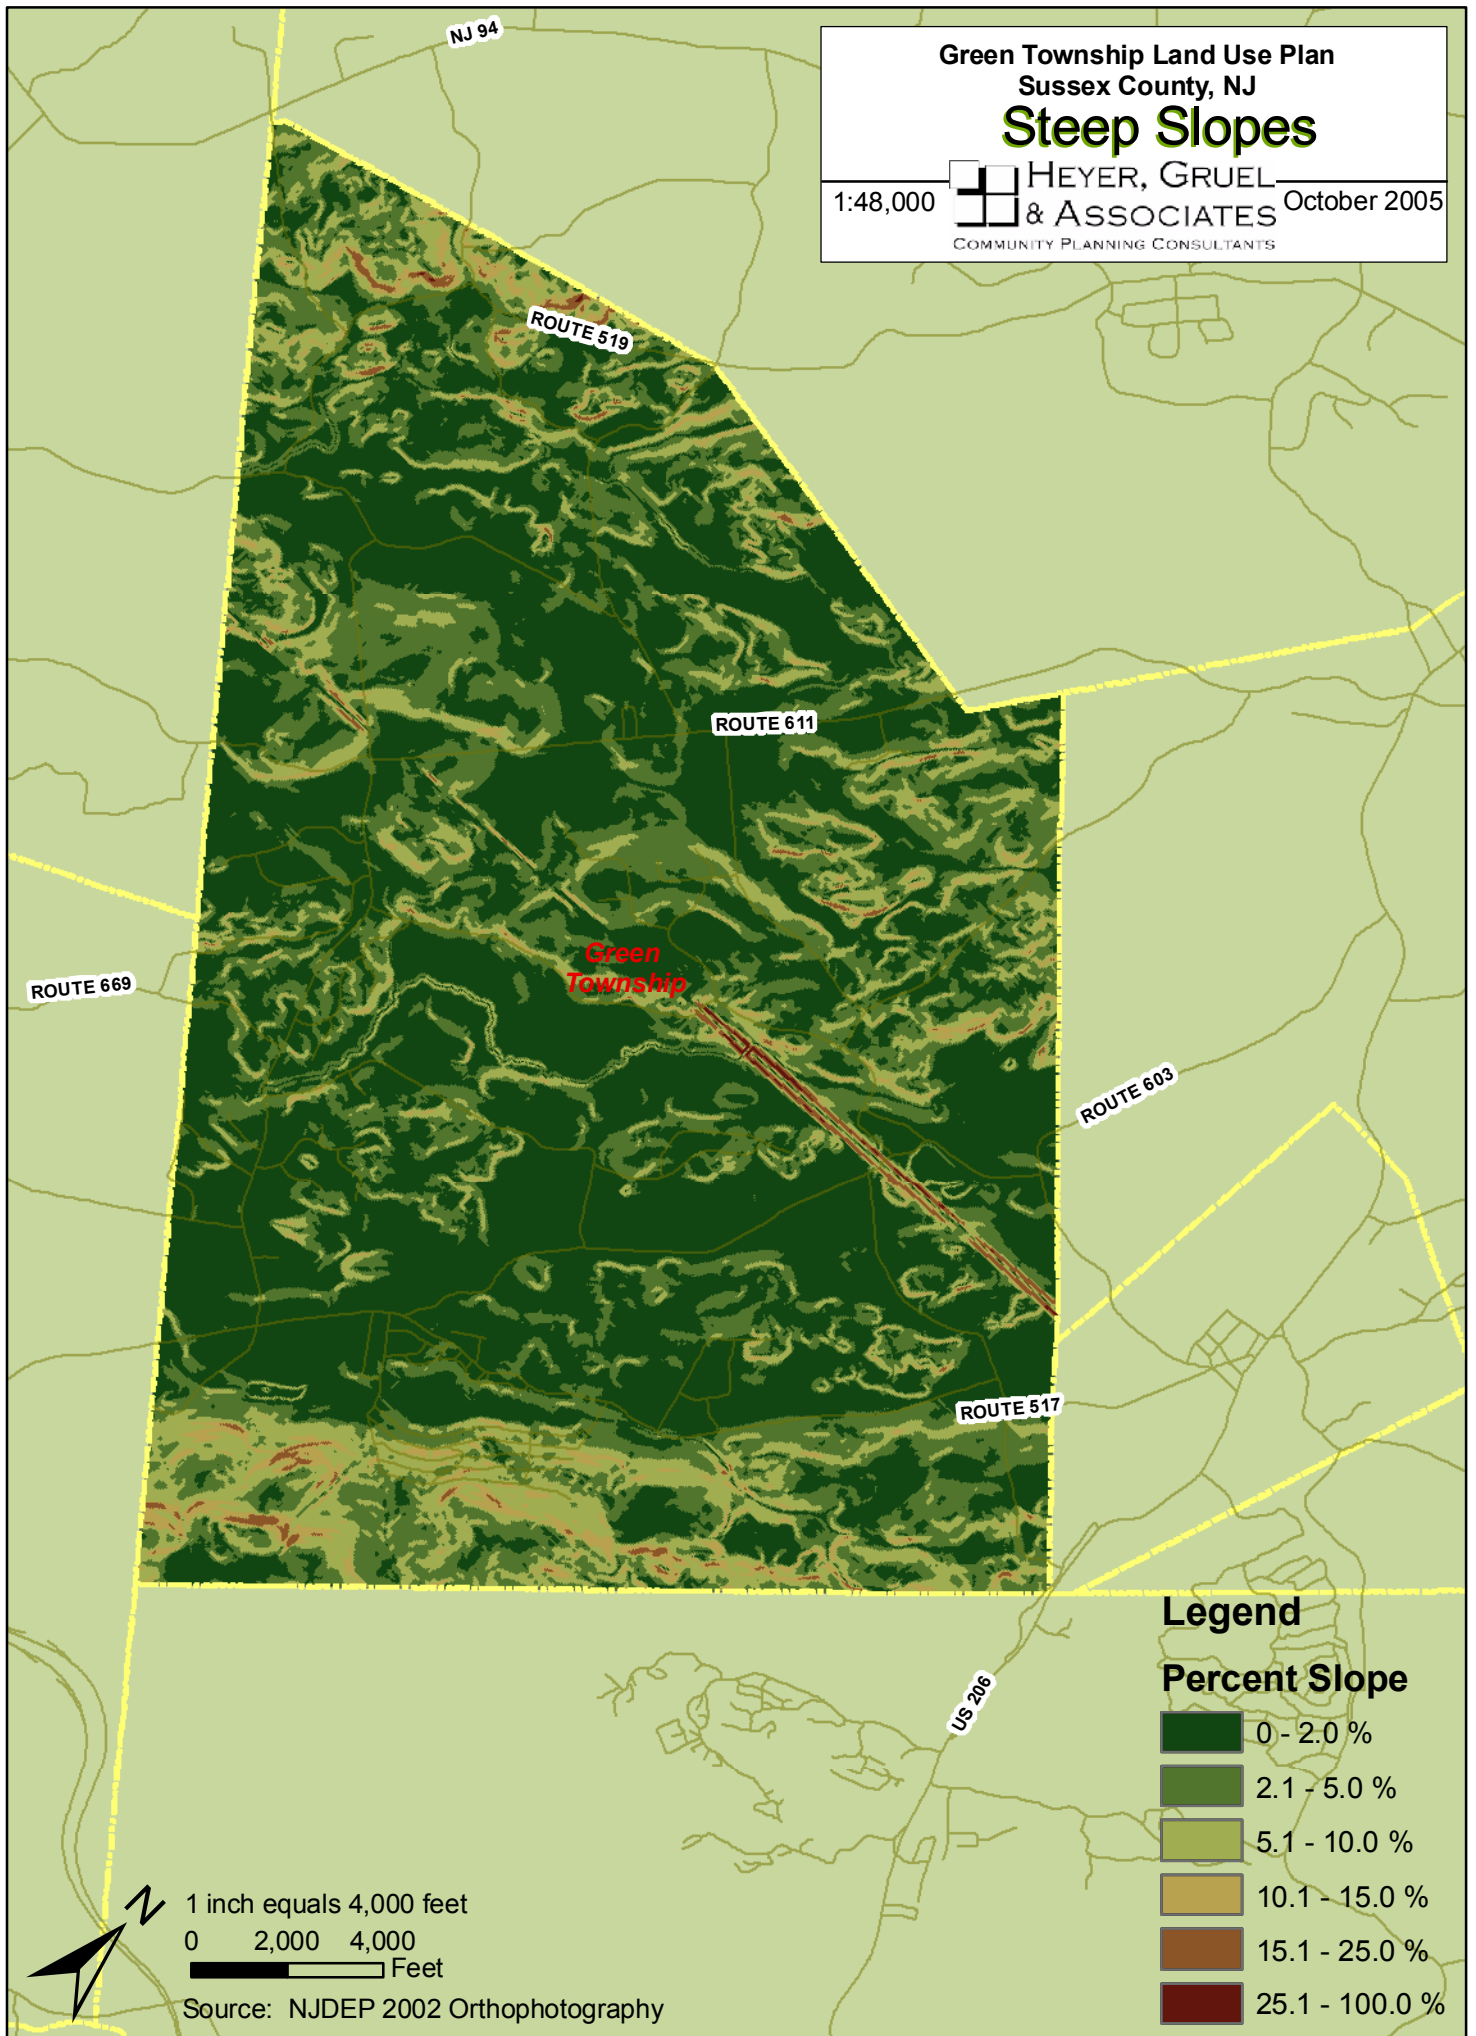 Green Township Land Use Plan
Sussex County, NJ
Steep Slopes
1:48,000
HEYER, GRUEL
& ASSOCIATES
COMMUNITY PLANNING CONSULTANTS
October 2005
NJ 94
ROUTE 519
ROUTE 611
Green
Township
ROUTE 669
ROUTE 603
ROUTE 517
US 206
Legend
Percent Slope
0 - 2.0 %
2.1 - 5.0 %
5.1 - 10.0 %
10.1 - 15.0 %
15.1 - 25.0 %
25.1 - 100.0 %
N
1 inch equals 4,000 feet
0 2,000 4,000
Feet
Source: NJDEP 2002 Orthophotography